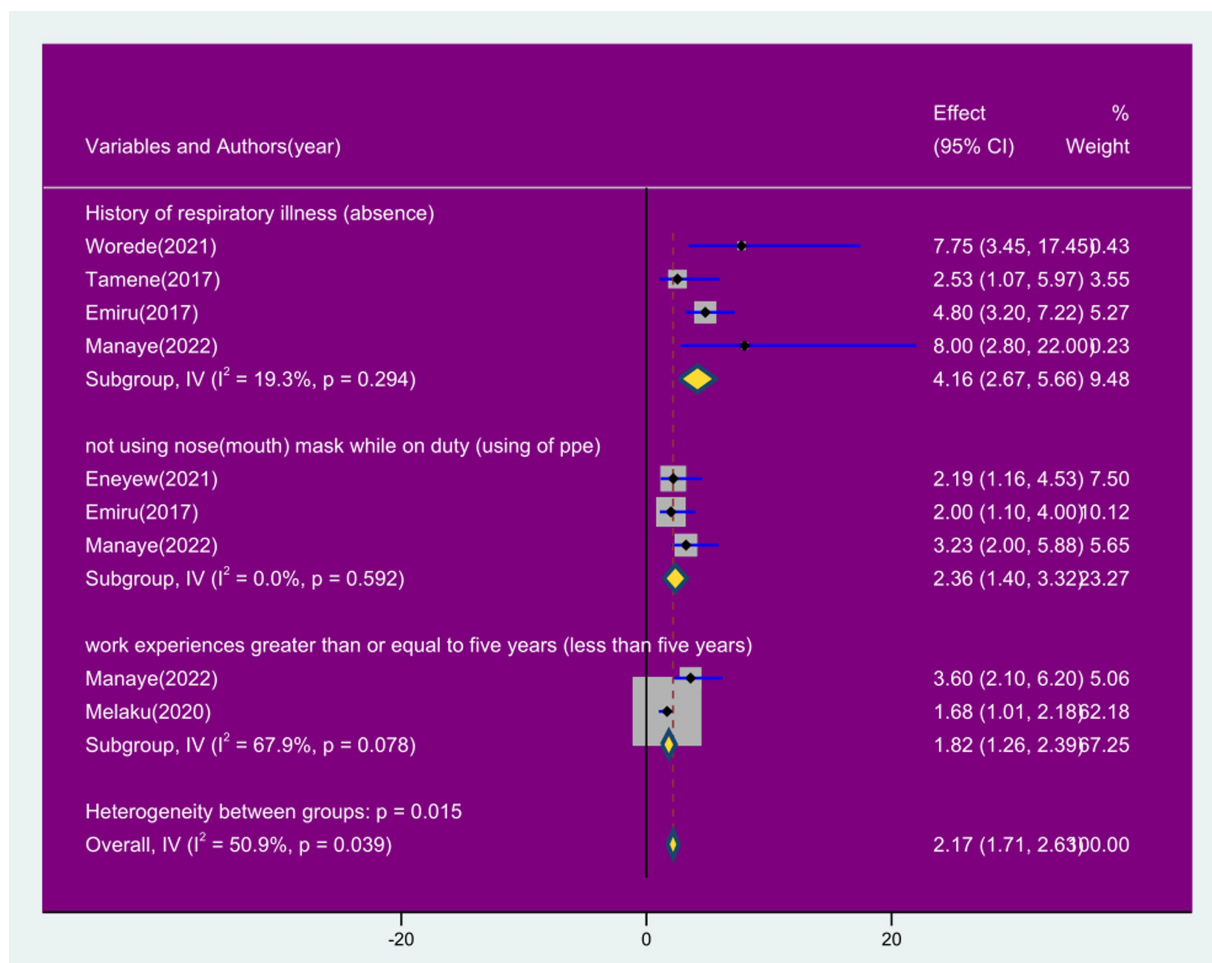 Effect %
Variables and Authors(year) (95% CI) Weight
History of respiratory illness (absence)
Worede(2021) 7.75 (3.45, 17.45) 0.43
Tamene(2017) 2.53 (1.07, 5.97) 3.55
Emiru(2017) 4.80 (3.20, 7.22) 5.27
Manaye(2022) 8.00 (2.80, 22.00) 0.23
Subgroup, IV (I² = 19.3%, p = 0.294) 4.16 (2.67, 5.66) 9.48
not using nose(mouth) mask while on duty (using of ppe)
Eneyew(2021) 2.19 (1.16, 4.53) 7.50
Emiru(2017) 2.00 (1.10, 4.00) 10.12
Manaye(2022) 3.23 (2.00, 5.88) 5.65
Subgroup, IV (I² = 0.0%, p = 0.592) 2.36 (1.40, 3.32) 23.27
work experiences greater than or equal to five years (less than five years)
Manaye(2022) 3.60 (2.10, 6.20) 5.06
Melaku(2020) 1.68 (1.01, 2.18) 62.18
Subgroup, IV (I² = 67.9%, p = 0.078) 1.82 (1.26, 2.39) 67.25
Heterogeneity between groups: p = 0.015
Overall, IV (I² = 50.9%, p = 0.039) 2.17 (1.71, 2.63) 100.00
-20 0 20